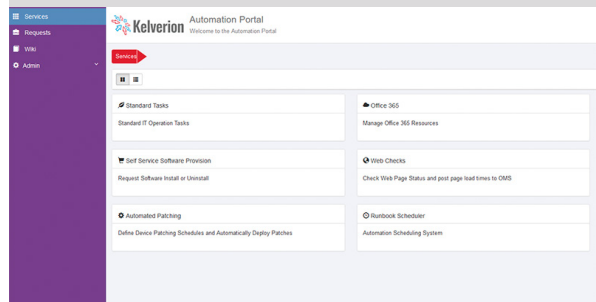 Services
Requests
Wiki
Admin
Kelverion
Automation Portal
Welcome to the Automation Portal
Services
Standard Tasks
Standard IT Operation Tasks
Office 365
Manage Office 365 Resources
Self Service Software Provision
Request Software Install or Uninstall
Web Checks
Check Web Page Status and post page load times to OMS
Automated Patching
Define Device Patching Schedules and Automatically Deploy Patches
Runbook Scheduler
Automation Scheduling System